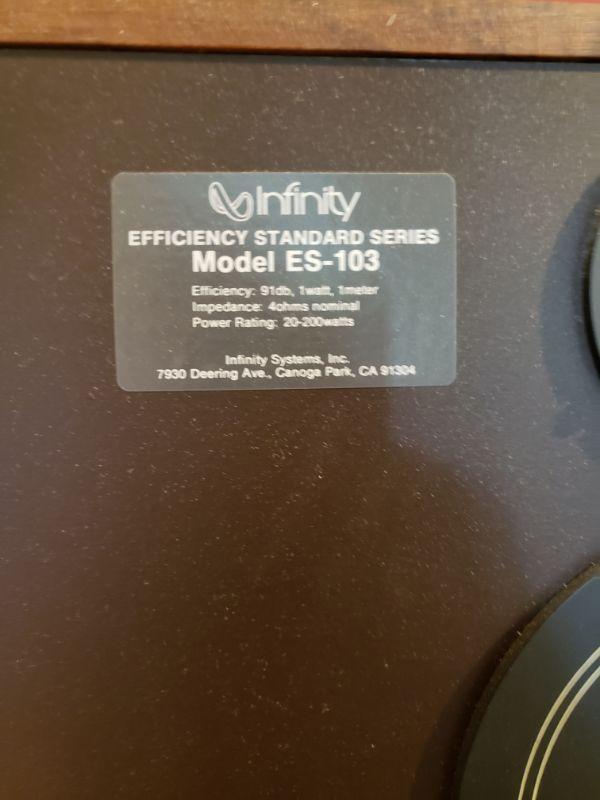 Infinity
EFFICIENCY STANDARD SERIES
Model ES-103
Efficiency: 91db, 1watt, 1meter
Impedance: 4ohms nominal
Power Rating: 20-200watts
Infinity Systems, Inc.
7930 Deering Ave., Canoga Park, CA 91304